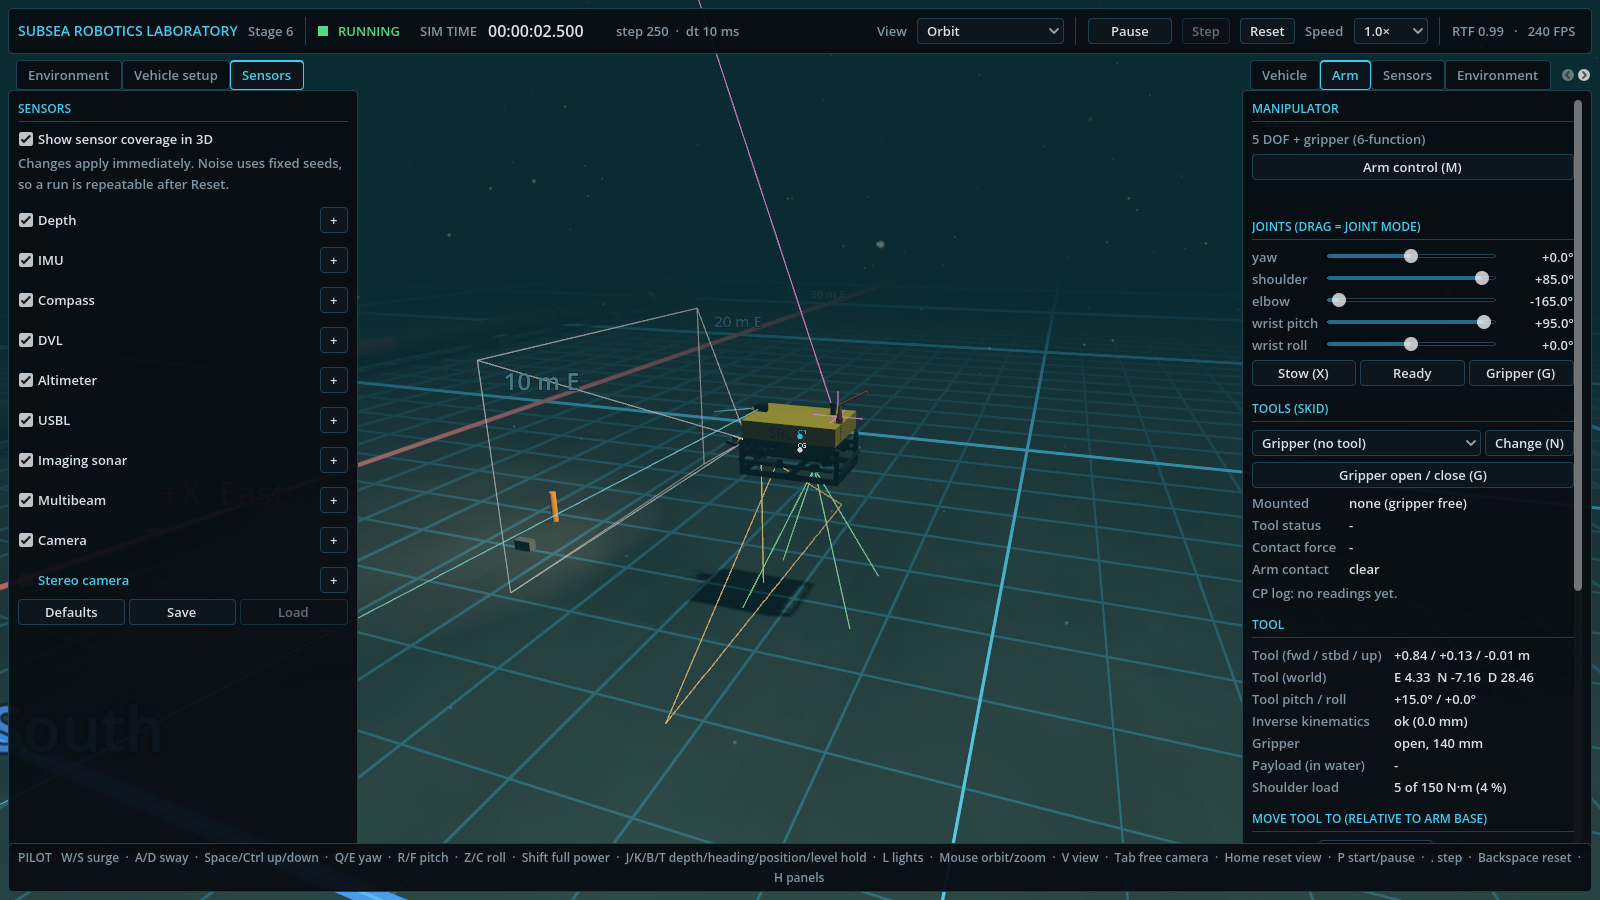 SUBSEA ROBOTICS LABORATORY Stage 6 RUNNING SIM TIME 00:00:02.500 step 250 · dt 10 ms View Orbit Pause Step Reset Speed 1.0× RTF 0.99 · 240 FPS
Environment Vehicle setup Sensors
SENSORS
Show sensor coverage in 3D
Changes apply immediately. Noise uses fixed seeds,
so a run is repeatable after Reset.
Depth +
IMU +
Compass +
DVL +
Altimeter +
USBL +
Imaging sonar +
Multibeam +
Camera +
Stereo camera +
Defaults Save Load
+X East
South
30 m E
20 m E
10 m E
CG
Vehicle Arm Sensors Environment
MANIPULATOR
5 DOF + gripper (6-function)
Arm control (M)
JOINTS (DRAG = JOINT MODE)
yaw +0.0°
shoulder +85.0°
elbow -165.0°
wrist pitch +95.0°
wrist roll +0.0°
Stow (X) Ready Gripper (G)
TOOLS (SKID)
Gripper (no tool) Change (N)
Gripper open / close (G)
Mounted none (gripper free)
Tool status -
Contact force -
Arm contact clear
CP log: no readings yet.
TOOL
Tool (fwd / stbd / up) +0.84 / +0.13 / -0.01 m
Tool (world) E 4.33 N -7.16 D 28.46
Tool pitch / roll +15.0° / +0.0°
Inverse kinematics ok (0.0 mm)
Gripper open, 140 mm
Payload (in water) -
Shoulder load 5 of 150 N·m (4 %)
MOVE TOOL TO (RELATIVE TO ARM BASE)
PILOT W/S surge · A/D sway · Space/Ctrl up/down · Q/E yaw · R/F pitch · Z/C roll · Shift full power · J/K/B/T depth/heading/position/level hold · L lights · Mouse orbit/zoom · V view · Tab free camera · Home reset view · P start/pause · . step · Backspace reset ·
H panels